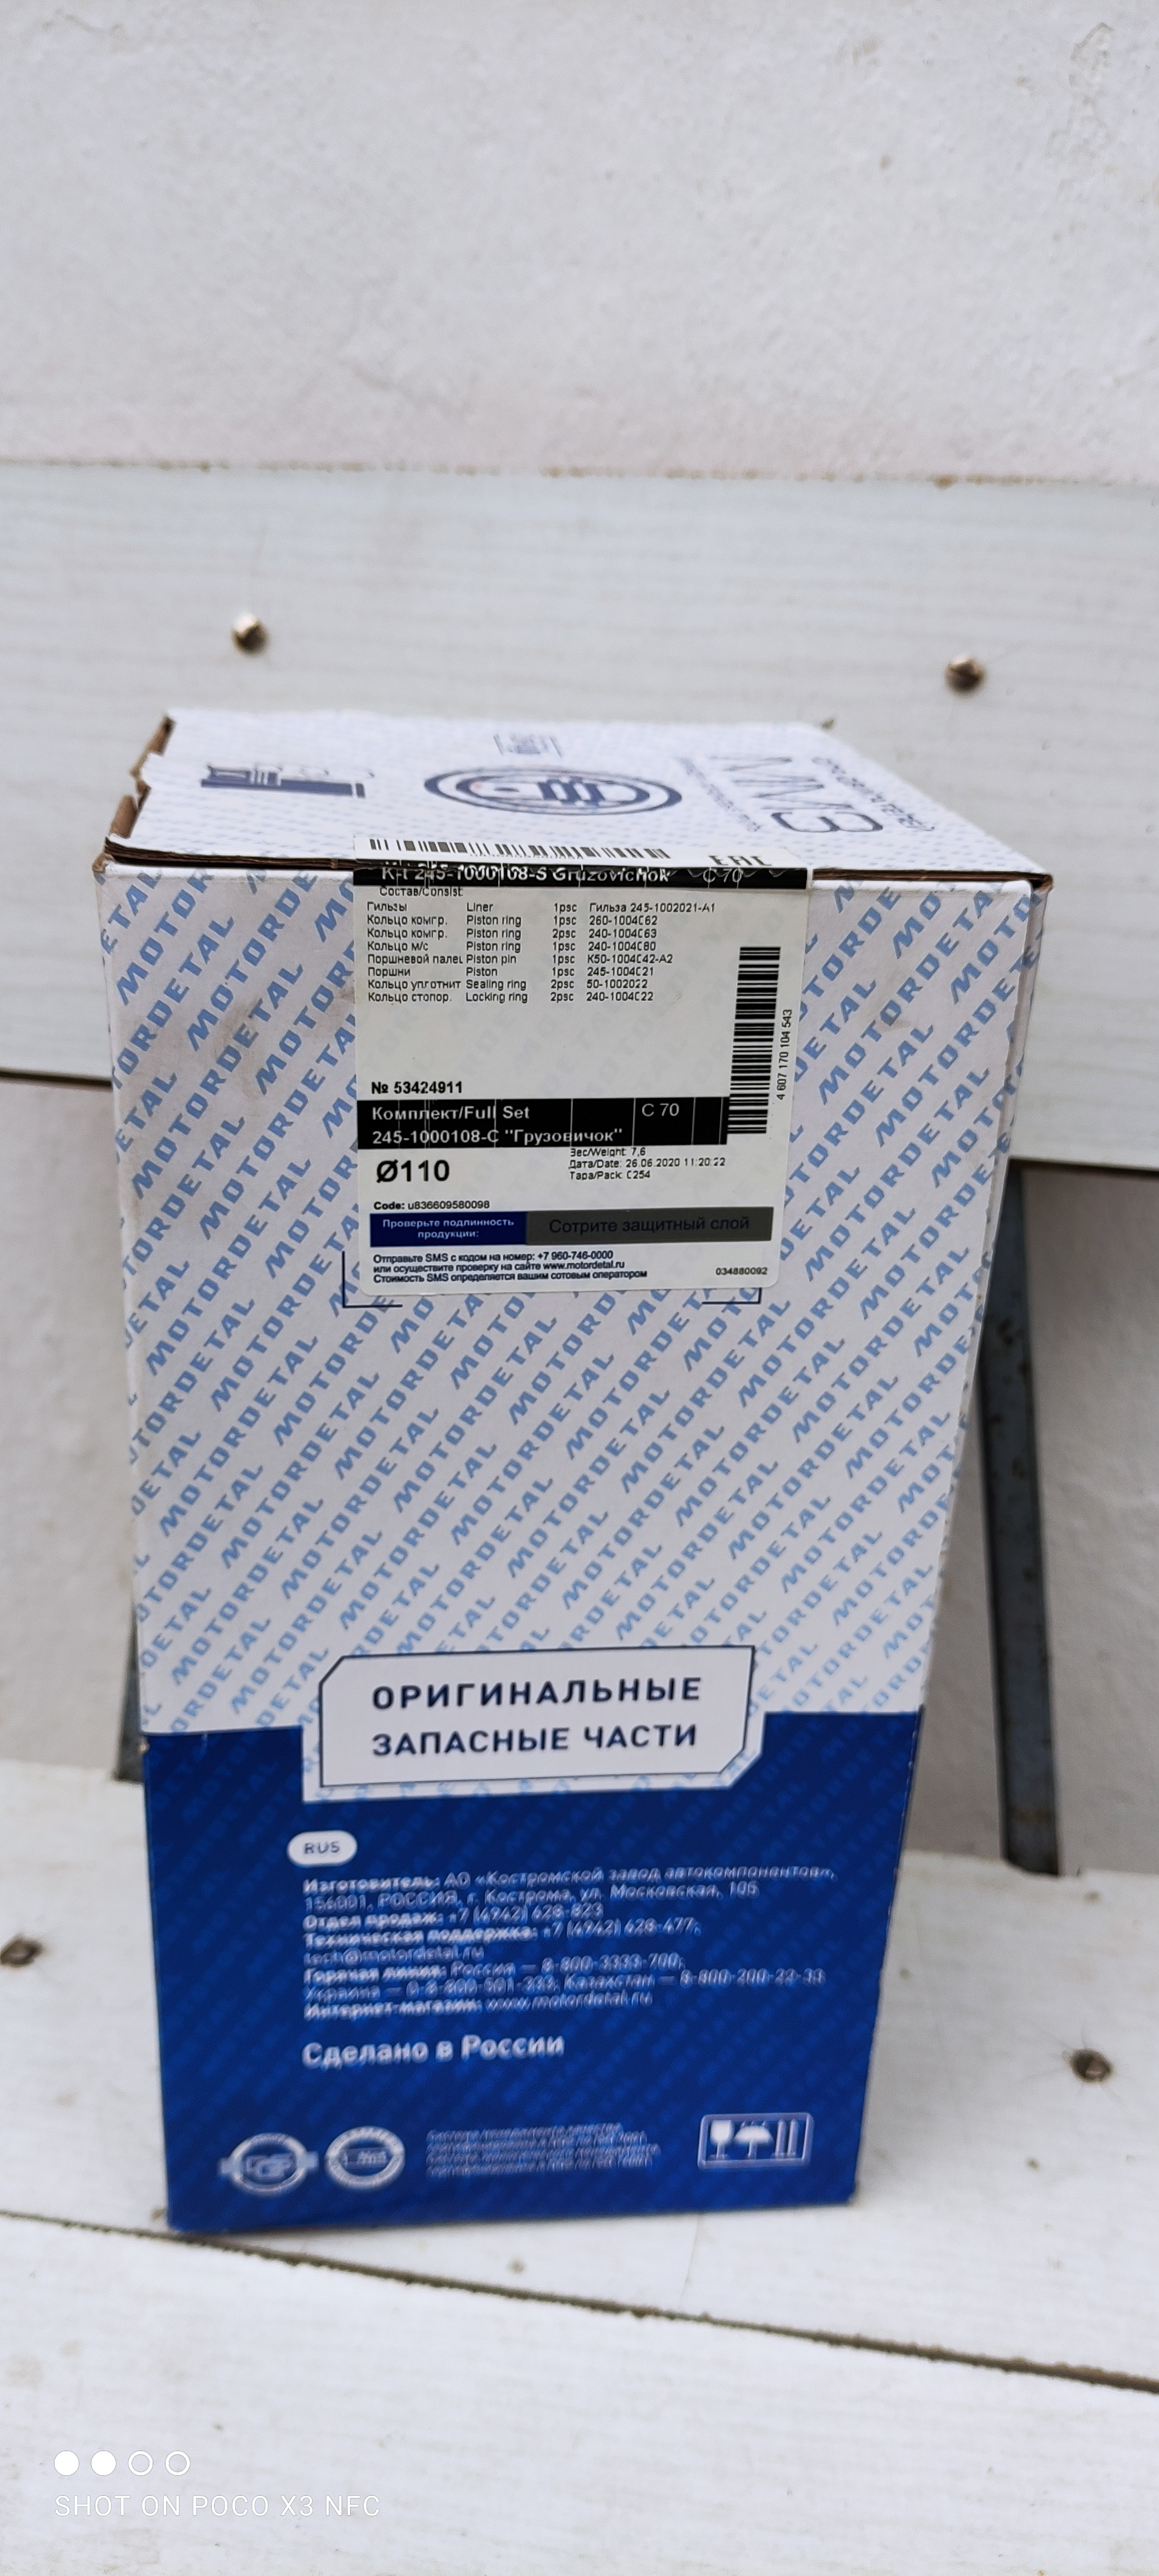 ММЗ
ЕАС
К-т 245-1000108-S Gruzovichok С 70
Состав/Consist:
Гильзы Liner 1psc Гильза 245-1002021-А1
Кольцо компр. Piston ring 1psc 260-1004062
Кольцо компр. Piston ring 2psc 240-1004063
Кольцо м/с Piston ring 1psc 240-1004080
Поршневой палец Piston pin 1psc К50-1004042-А2
Поршни Piston 1psc 245-1004021
Кольцо уплотнит Sealing ring 2psc 50-1002022
Кольцо стопор. Locking ring 2psc 240-1004022
4 607 170 104 543
№ 53424911
Комплект/Full Set С 70
245-1000108-С "Грузовичок"
Ø110
Вес/Weight: 7,6
Дата/Date: 26.06.2020 11:20:22
Тара/Pack: С254
Code: u836609580098
Проверьте подлинность
продукции:
Сотрите защитный слой
Отправьте SMS с кодом на номер: +7 960-746-0000
или осуществите проверку на сайте www.motordetal.ru
Стоимость SMS определяется вашим сотовым оператором
034880092
MOTORDETAL
ОРИГИНАЛЬНЫЕ
ЗАПАСНЫЕ ЧАСТИ
RUS
Изготовитель: АО «Костромской завод автокомпонентов»,
156001, РОССИЯ, г. Кострома, ул. Московская, 105
Отдел продаж: +7 (4942) 628-823
Техническая поддержка: +7 (4942) 628-477;
tech@motordetal.ru
Горячая линия: Россия — 8-800-3333-700;
Украина — 0-8-800-501-333; Казахстан — 8-800-200-22-33
Интернет-магазин: www.motordetal.ru
Сделано в России
SHOT ON POCO X3 NFC